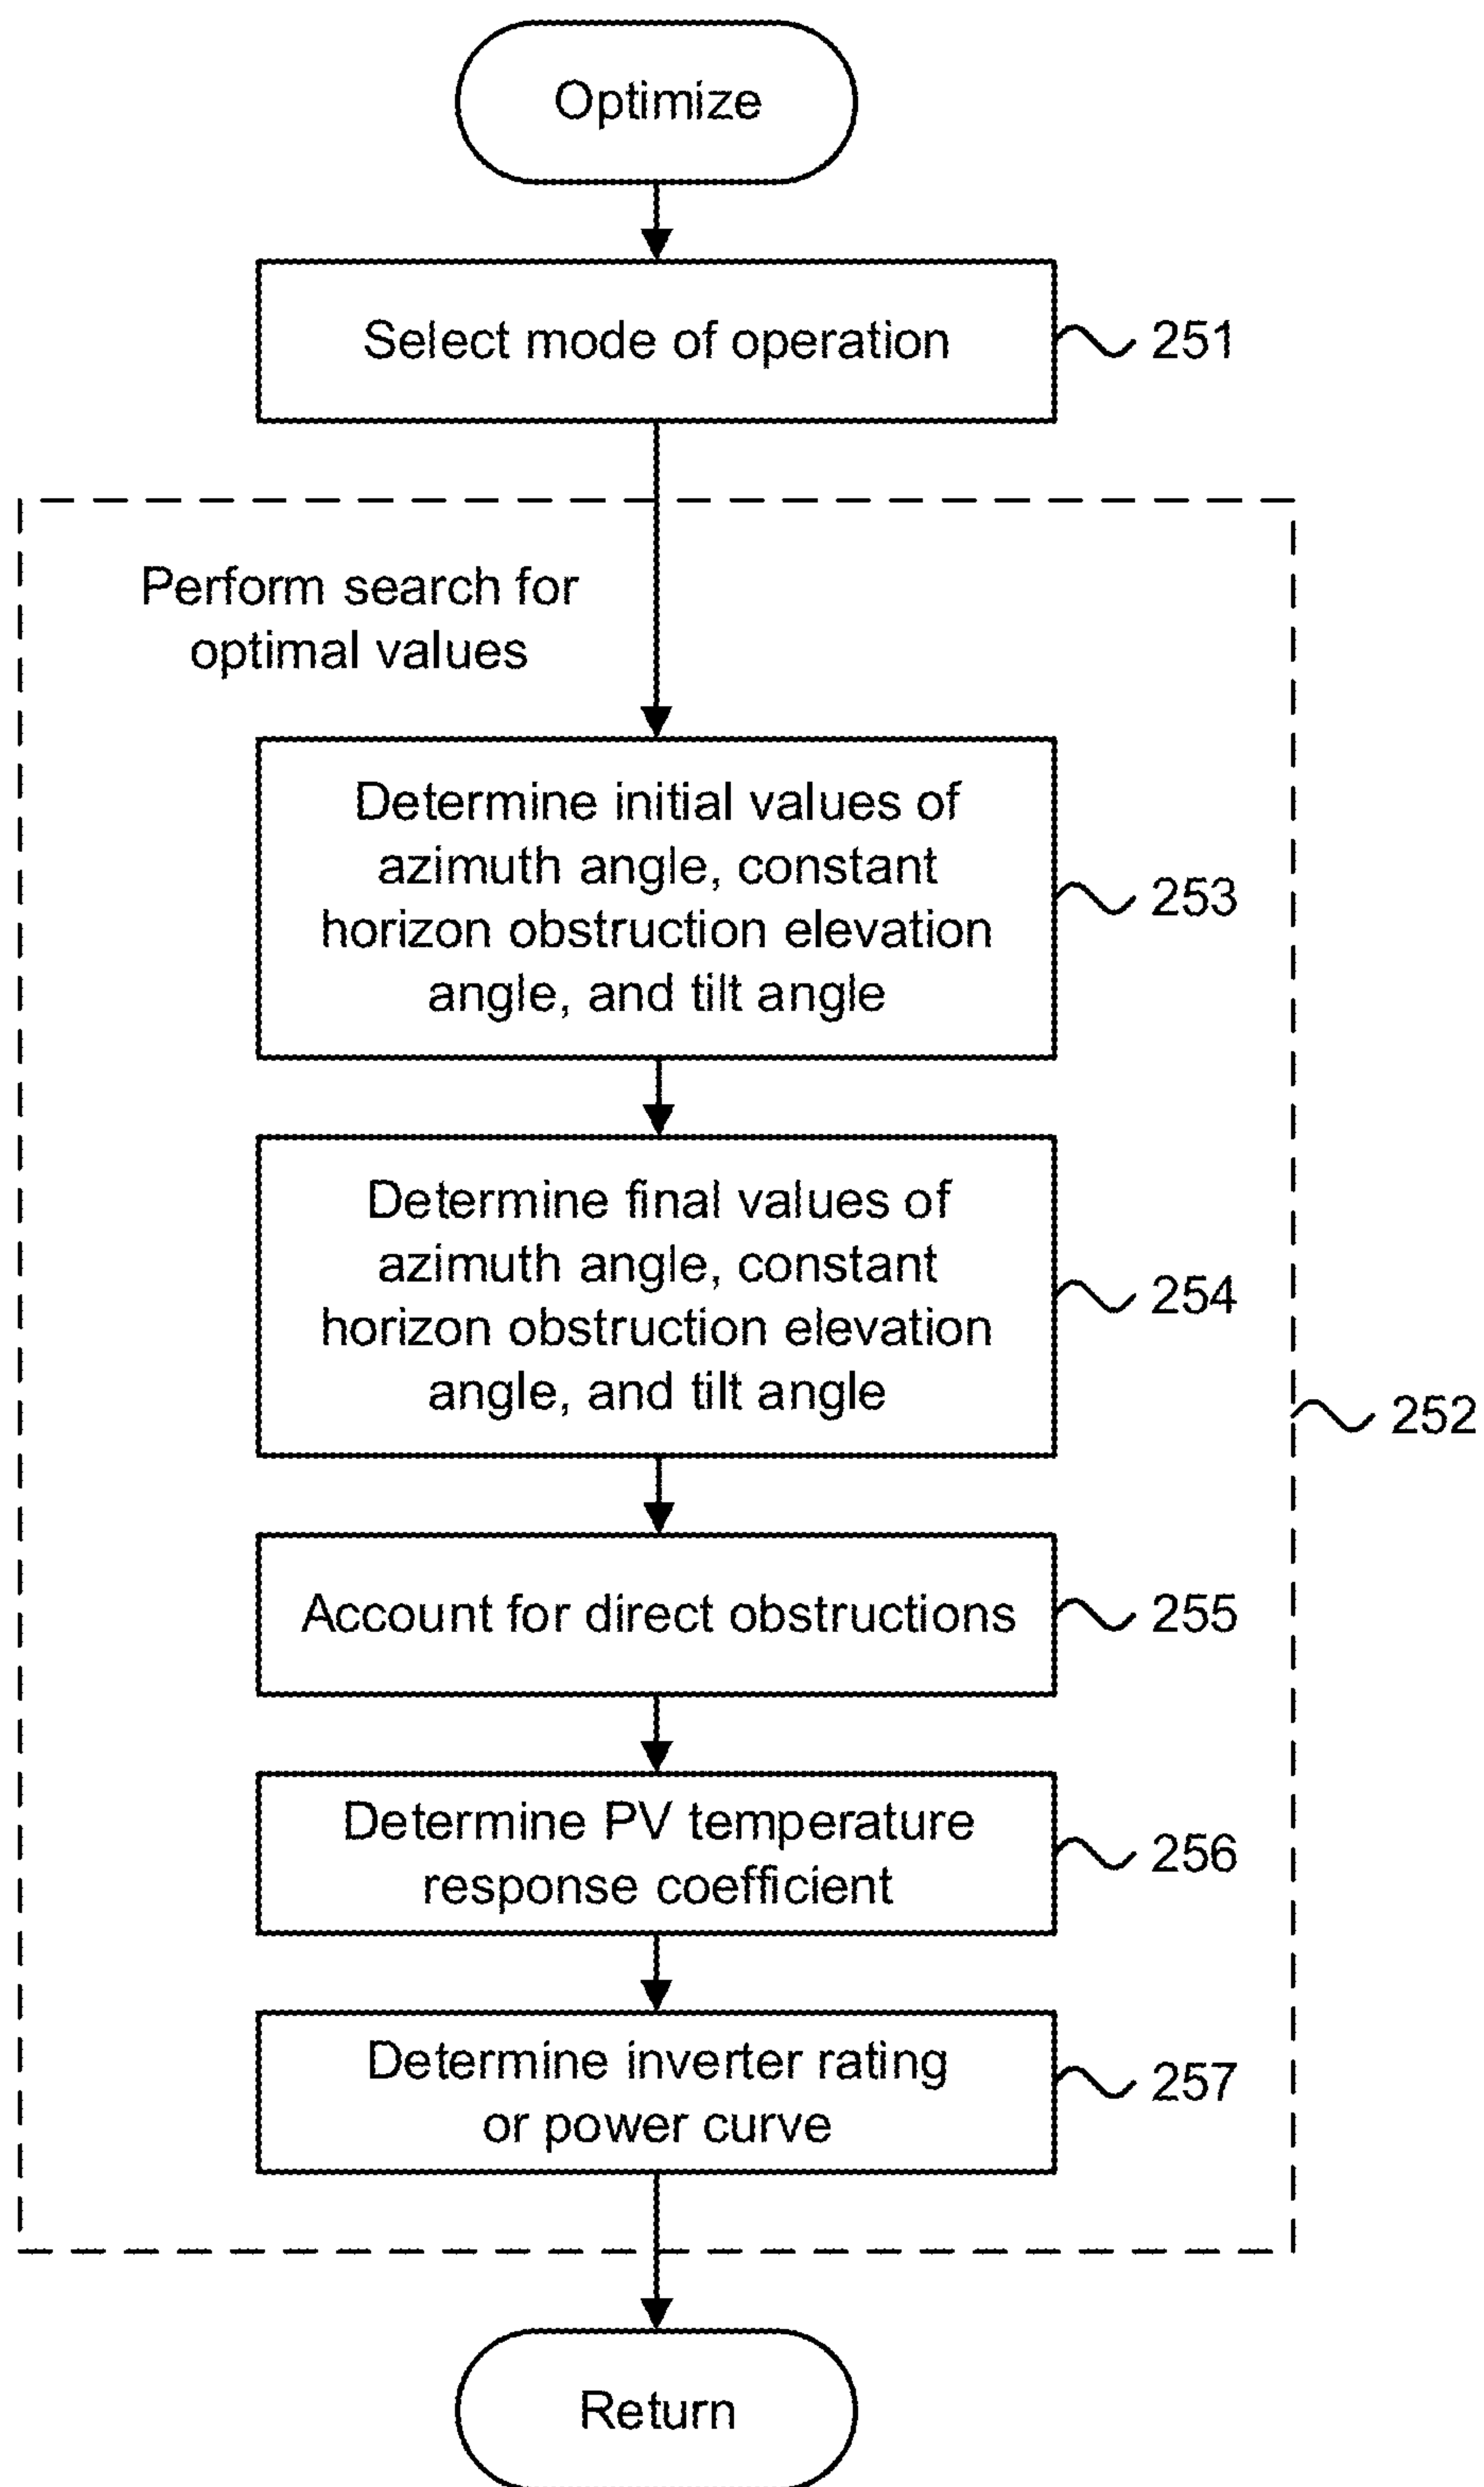 Optimize
Select mode of operation
251
Perform search for
optimal values
Determine initial values of
azimuth angle, constant
horizon obstruction elevation
angle, and tilt angle
253
Determine final values of
azimuth angle, constant
horizon obstruction elevation
angle, and tilt angle
254
252
Account for direct obstructions
255
Determine PV temperature
response coefficient
256
Determine inverter rating
or power curve
257
Return